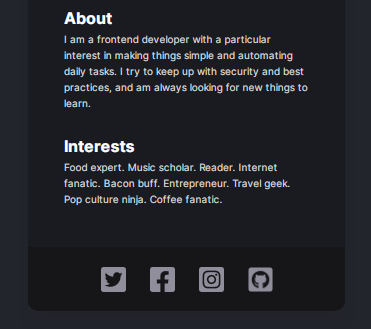 About
I am a frontend developer with a particular
interest in making things simple and automating
daily tasks. I try to keep up with security and best
practices, and am always looking for new things to
learn.
Interests
Food expert. Music scholar. Reader. Internet
fanatic. Bacon buff. Entrepreneur. Travel geek.
Pop culture ninja. Coffee fanatic.